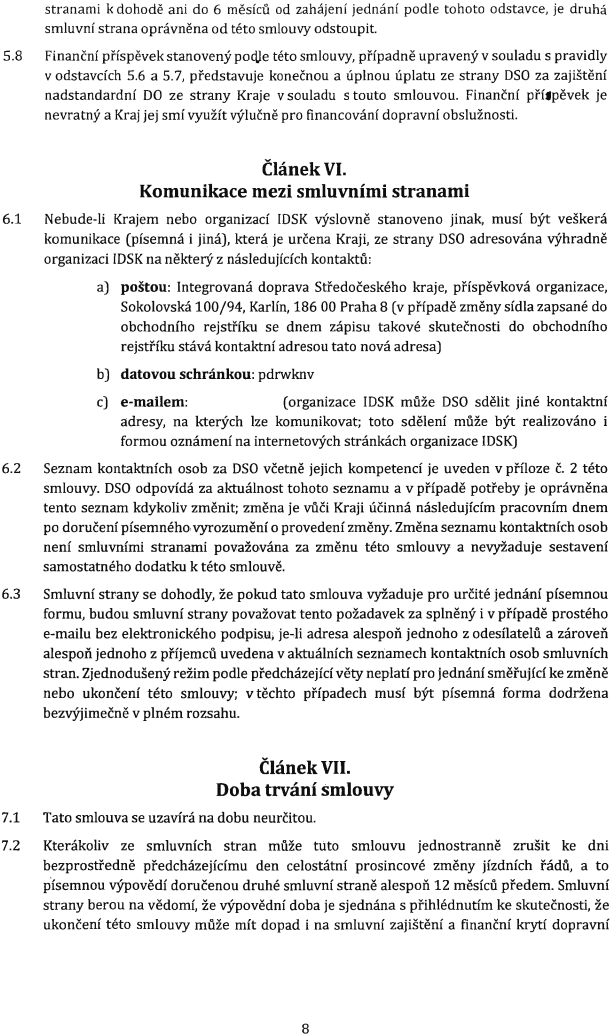 stranami k dohodě ani do 6 měsíců od zahájení jednání podle tohoto odstavce, je druhá
smluvní strana oprávněna od této smlouvy odstoupit.
5.8 Finanční příspěvek stanovený podle této smlouvy, případně upravený v souladu s pravidly
v odstavcích 5.6 a 5.7, představuje konečnou a úplnou úplatu ze strany DSO za zajištění
nadstandardní DO ze strany Kraje v souladu s touto smlouvou. Finanční příspěvek je
nevratný a Kraj jej smí využít výlučně pro financování dopravní obslužnosti.
Článek VI.
Komunikace mezi smluvními stranami
6.1 Nebude-li Krajem nebo organizací IDSK výslovně stanoveno jinak, musí být veškerá
komunikace (písemná i jiná), která je určena Kraji, ze strany DSO adresována výhradně
organizaci IDSK na některý z následujících kontaktů:
a) poštou: Integrovaná doprava Středočeského kraje, příspěvková organizace,
Sokolovská 100/94, Karlín, 186 00 Praha 8 (v případě změny sídla zapsané do
obchodního rejstříku se dnem zápisu takové skutečnosti do obchodního
rejstříku stává kontaktní adresou tato nová adresa)
b) datovou schránkou: pdrwknv
c) e-mailem: (organizace IDSK může DSO sdělit jiné kontaktní
adresy, na kterých lze komunikovat; toto sdělení může být realizováno i
formou oznámení na internetových stránkách organizace IDSK)
6.2 Seznam kontaktních osob za DSO včetně jejich kompetencí je uveden v příloze č. 2 této
smlouvy. DSO odpovídá za aktuálnost tohoto seznamu a v případě potřeby je oprávněna
tento seznam kdykoliv změnit; změna je vůči Kraji účinná následujícím pracovním dnem
po doručení písemného vyrozumění o provedení změny. Změna seznamu kontaktních osob
není smluvními stranami považována za změnu této smlouvy a nevyžaduje sestavení
samostatného dodatku k této smlouvě.
6.3 Smluvní strany se dohodly, že pokud tato smlouva vyžaduje pro určité jednání písemnou
formu, budou smluvní strany považovat tento požadavek za splněný i v případě prostého
e-mailu bez elektronického podpisu, je-li adresa alespoň jednoho z odesílatelů a zároveň
alespoň jednoho z příjemců uvedena v aktuálních seznamech kontaktních osob smluvních
stran. Zjednodušený režim podle předcházející věty neplatí pro jednání směřující ke změně
nebo ukončení této smlouvy; v těchto případech musí být písemná forma dodržena
bezvýjimečně v plném rozsahu.
Článek VII.
Doba trvání smlouvy
7.1 Tato smlouva se uzavírá na dobu neurčitou.
7.2 Kterákoliv ze smluvních stran může tuto smlouvu jednostranně zrušit ke dni
bezprostředně předcházejícímu den celostátní prosincové změny jízdních řádů, a to
písemnou výpovědí doručenou druhé smluvní straně alespoň 12 měsíců předem. Smluvní
strany berou na vědomí, že výpovědní doba je sjednána s přihlédnutím ke skutečnosti, že
ukončení této smlouvy může mít dopad i na smluvní zajištění a finanční krytí dopravní
8